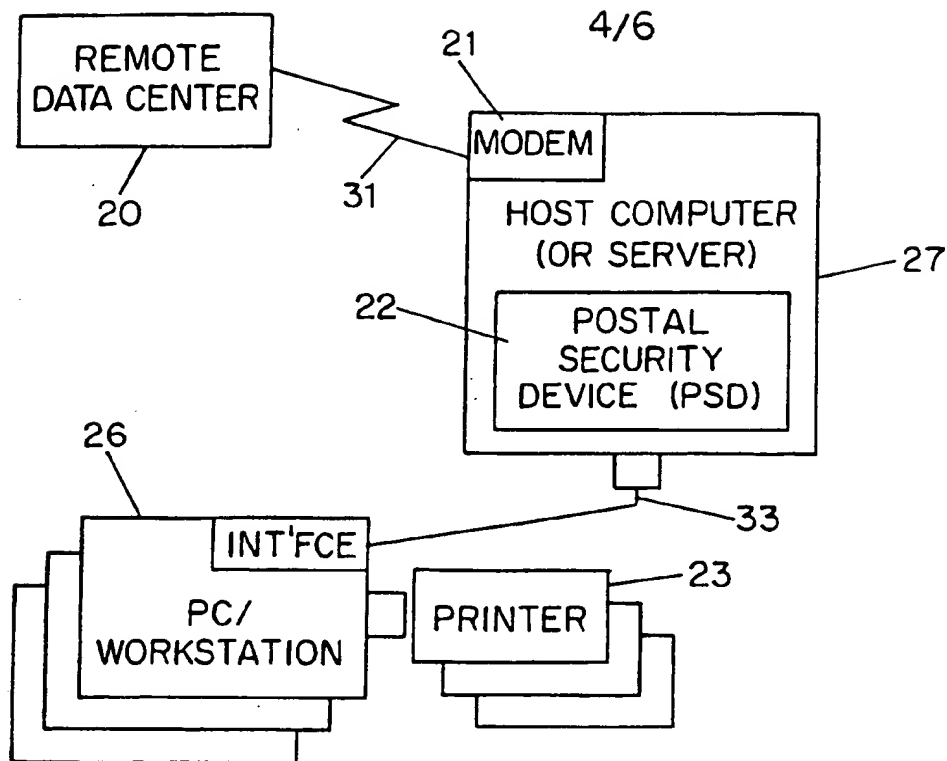 4/6
REMOTE
DATA CENTER
20
31
21
MODEM
HOST COMPUTER
(OR SERVER)
27
22
POSTAL
SECURITY
DEVICE (PSD)
33
26
INT'FCE
PC/
WORKSTATION
23
PRINTER